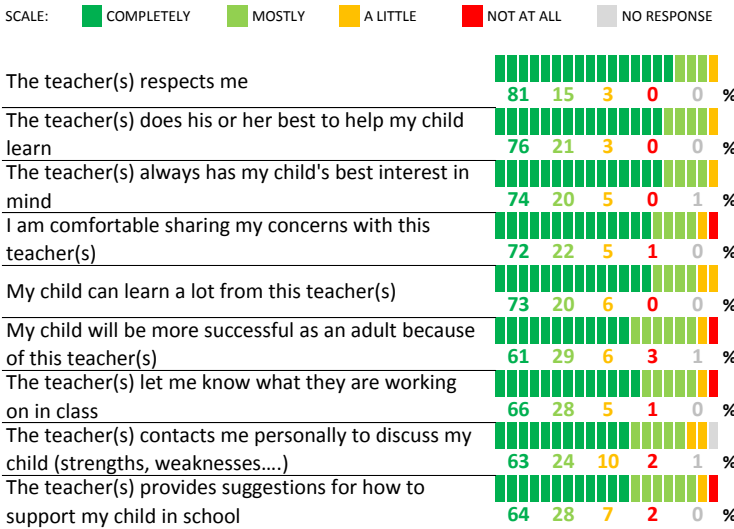 SCALE: COMPLETELY MOSTLY A LITTLE NOT AT ALL NO RESPONSE
The teacher(s) respects me
81 15 3 0 0 %
The teacher(s) does his or her best to help my child
learn
76 21 3 0 0 %
The teacher(s) always has my child's best interest in
mind
74 20 5 0 1 %
I am comfortable sharing my concerns with this
teacher(s)
72 22 5 1 0 %
My child can learn a lot from this teacher(s)
73 20 6 0 0 %
My child will be more successful as an adult because
of this teacher(s)
61 29 6 3 1 %
The teacher(s) let me know what they are working
on in class
66 28 5 1 0 %
The teacher(s) contacts me personally to discuss my
child (strengths, weaknesses....)
63 24 10 2 1 %
The teacher(s) provides suggestions for how to
support my child in school
64 28 7 2 0 %